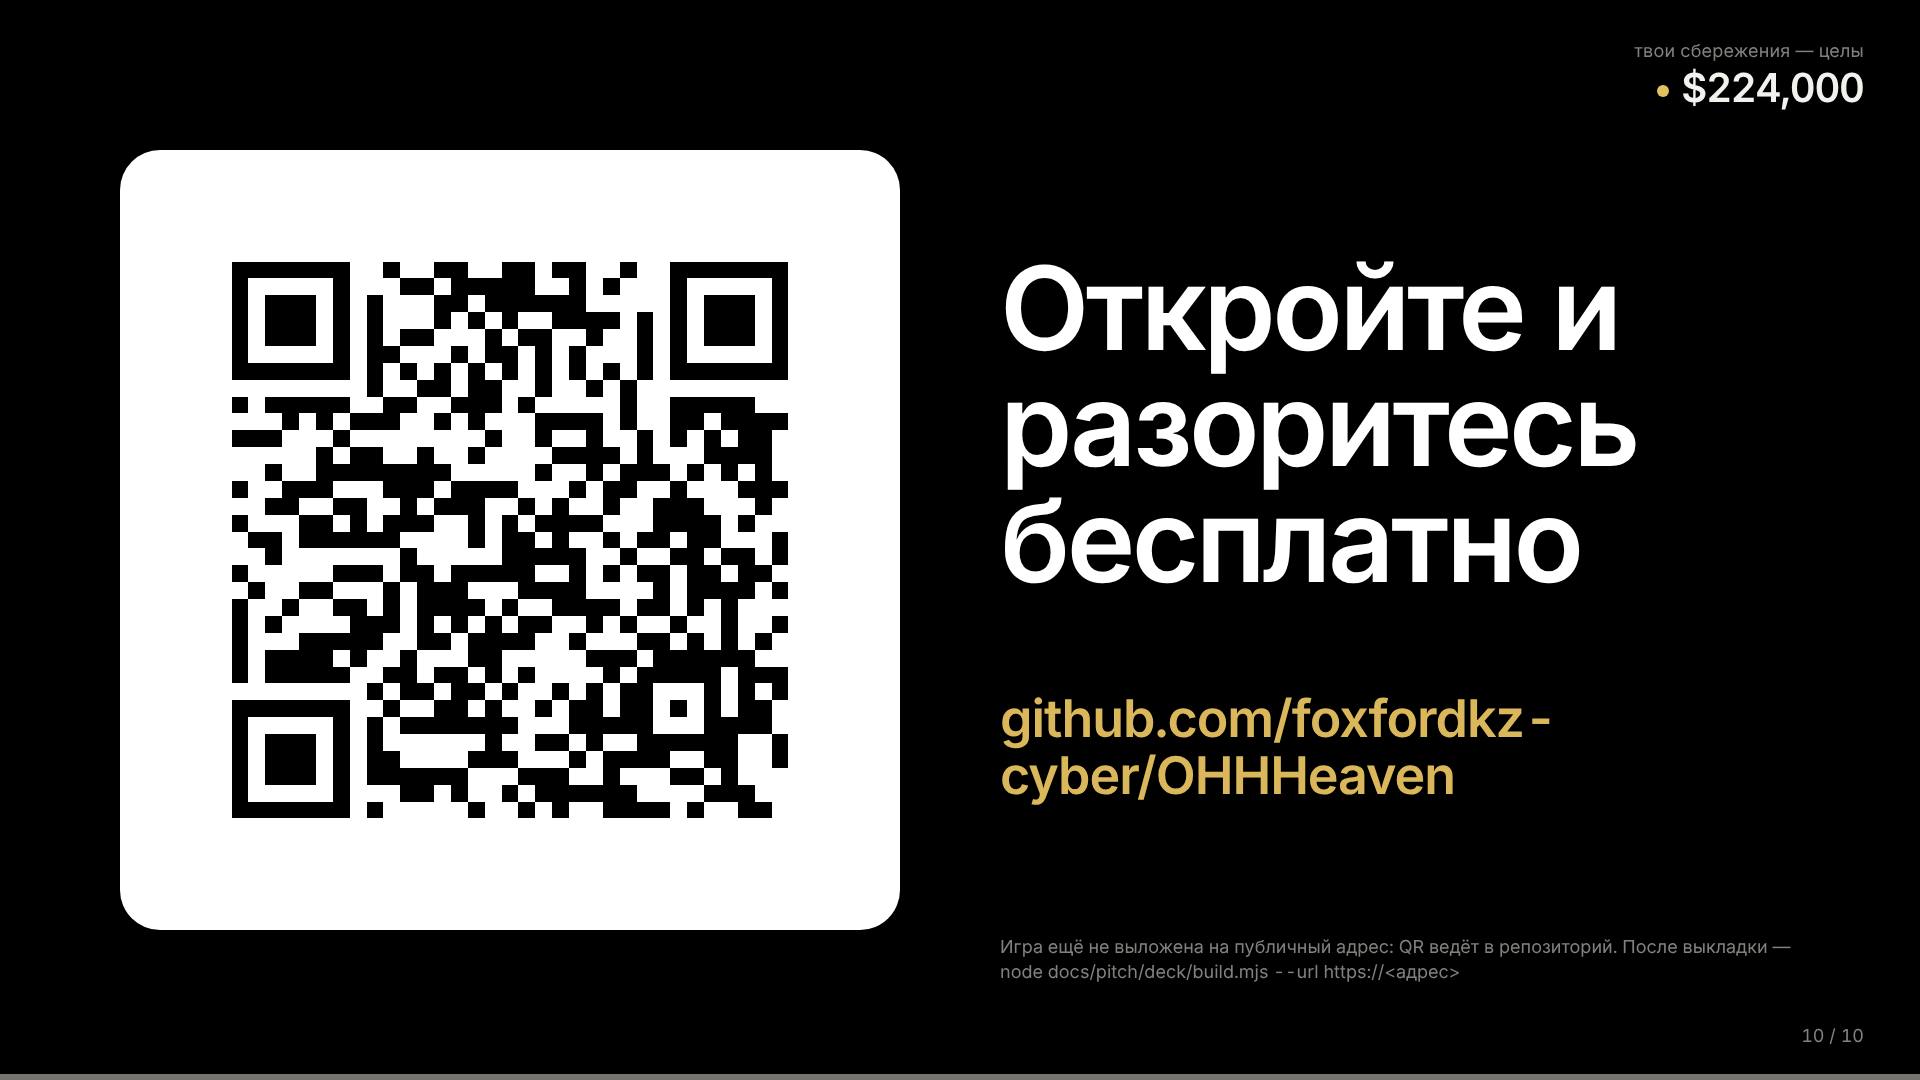 твои сбережения — целы
$224,000
Откройте и
разоритесь
бесплатно
github.com/foxfordkz-
cyber/OHHHeaven
Игра ещё не выложена на публичный адрес: QR ведёт в репозиторий. После выкладки —
node docs/pitch/deck/build.mjs --url https://<адрес>
10 / 10